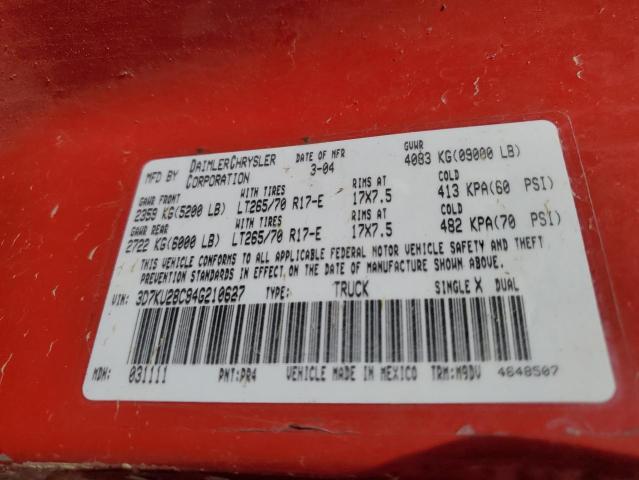 MFD BY DAIMLERCHRYSLER CORPORATION DATE OF MFR 3-04 GVWR 4083 KG(09000 LB)
GAWR FRONT 2359 KG(5200 LB) WITH TIRES LT265/70 R17-E RIMS AT 17X7.5 COLD 413 KPA(60 PSI)
GAWR REAR 2722 KG(6000 LB) WITH TIRES LT265/70 R17-E RIMS AT 17X7.5 COLD 482 KPA(70 PSI)
THIS VEHICLE CONFORMS TO ALL APPLICABLE FEDERAL MOTOR VEHICLE SAFETY AND THEFT
PREVENTION STANDARDS IN EFFECT ON THE DATE OF MANUFACTURE SHOWN ABOVE.
VIN: 3D7KU28C94G210627 TYPE: TRUCK SINGLE X DUAL
MDH: 031111 PNT:PR4 VEHICLE MADE IN MEXICO TRM:M9DV 4648507